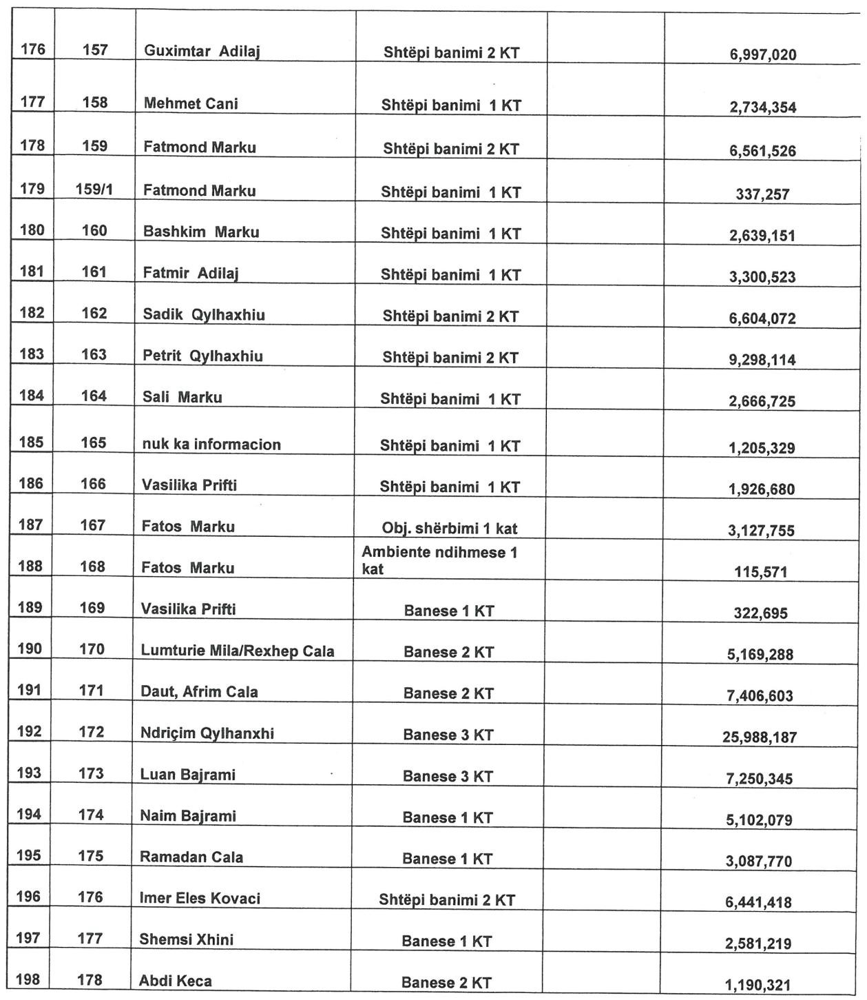 176 157 Guximtar Adilaj Shtëpi banimi 2 KT 6,997,020
177 158 Mehmet Cani Shtëpi banimi 1 KT 2,734,354
178 159 Fatmond Marku Shtëpi banimi 2 KT 6,561,526
179 159/1 Fatmond Marku Shtëpi banimi 1 KT 337,257
180 160 Bashkim Marku Shtëpi banimi 1 KT 2,639,151
181 161 Fatmir Adilaj Shtëpi banimi 1 KT 3,300,523
182 162 Sadik Qylhaxhiu Shtëpi banimi 2 KT 6,604,072
183 163 Petrit Qylhaxhiu Shtëpi banimi 2 KT 9,298,114
184 164 Sali Marku Shtëpi banimi 1 KT 2,666,725
185 165 nuk ka informacion Shtëpi banimi 1 KT 1,205,329
186 166 Vasilika Prifti Shtëpi banimi 1 KT 1,926,680
187 167 Fatos Marku Obj. shërbimi 1 kat 3,127,755
188 168 Fatos Marku Ambiente ndihmese 1
kat 115,571
189 169 Vasilika Prifti Banese 1 KT 322,695
190 170 Lumturie Mila/Rexhep Cala Banese 2 KT 5,169,288
191 171 Daut, Afrim Cala Banese 2 KT 7,406,603
192 172 Ndriçim Qylhanxhi Banese 3 KT 25,988,187
193 173 Luan Bajrami Banese 3 KT 7,250,345
194 174 Naim Bajrami Banese 1 KT 5,102,079
195 175 Ramadan Cala Banese 1 KT 3,087,770
196 176 Imer Eles Kovaci Shtëpi banimi 2 KT 6,441,418
197 177 Shemsi Xhini Banese 1 KT 2,581,219
198 178 Abdi Keca Banese 2 KT 1,190,321